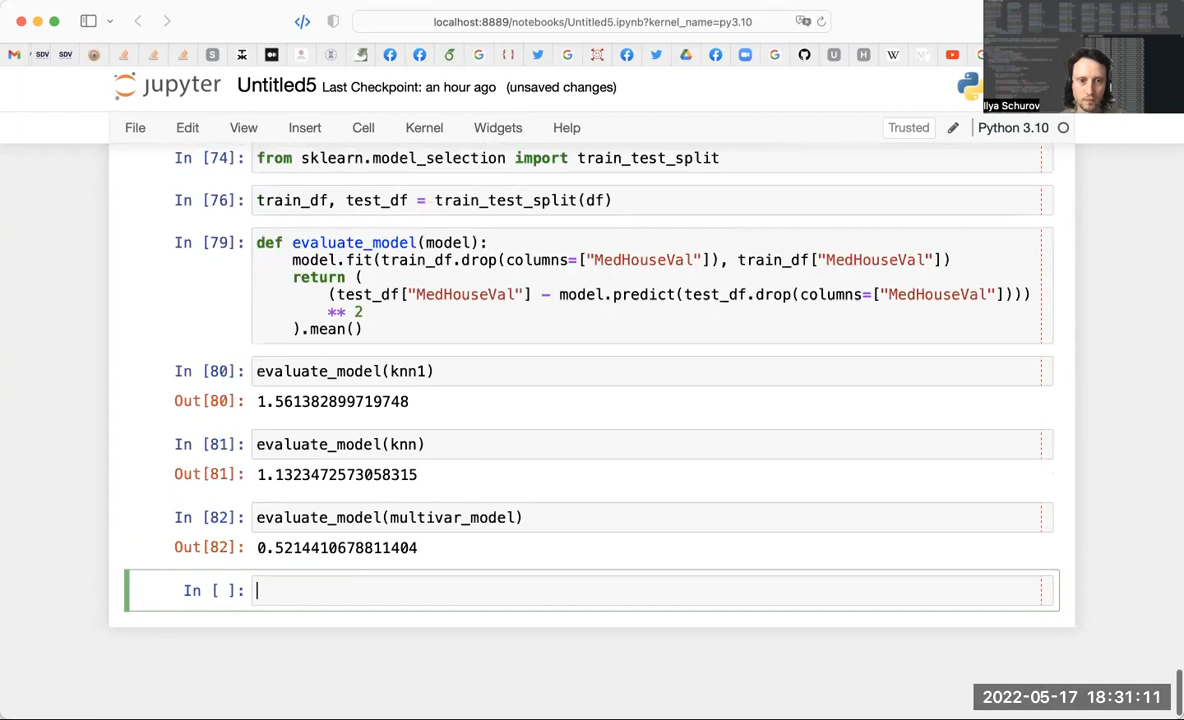 localhost:8889/notebooks/Untitled5.ipynb?kernel_name=py3.10
SDV SDV
Ilya Schurov
jupyter Untitled5 Last Checkpoint: an hour ago (unsaved changes)
File Edit View Insert Cell Kernel Widgets Help Trusted Python 3.10
In [74]: from sklearn.model_selection import train_test_split
In [76]: train_df, test_df = train_test_split(df)
In [79]: def evaluate_model(model):
model.fit(train_df.drop(columns=["MedHouseVal"]), train_df["MedHouseVal"])
return (
(test_df["MedHouseVal"] - model.predict(test_df.drop(columns=["MedHouseVal"])))
** 2
).mean()
In [80]: evaluate_model(knn1)
Out[80]: 1.561382899719748
In [81]: evaluate_model(knn)
Out[81]: 1.1323472573058315
In [82]: evaluate_model(multivar_model)
Out[82]: 0.5214410678811404
In [ ]:
2022-05-17 18:31:11